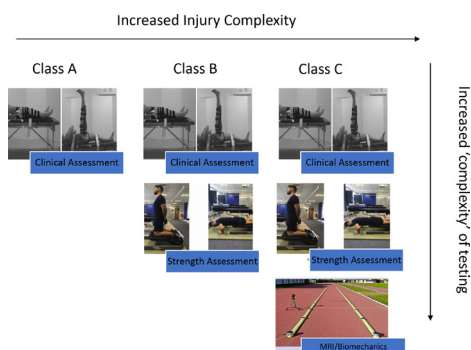 Increased Injury Complexity
Class A
Class B
Class C
Clinical Assessment
Clinical Assessment
Clinical Assessment
Strength Assessment
Strength Assessment
MRI/Biomechanics
Increased 'complexity' of testing